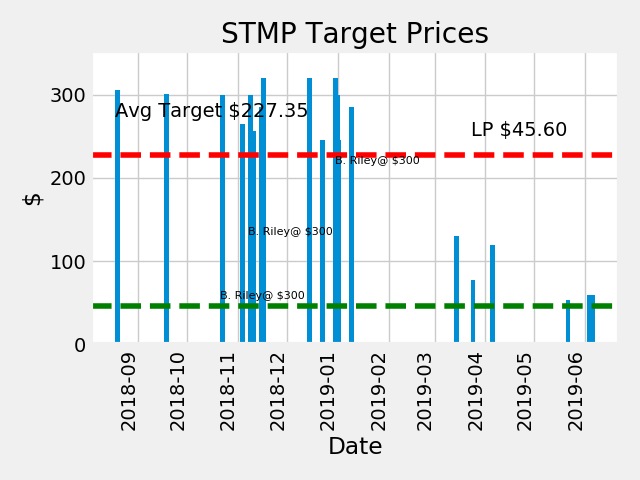 STMP Target Prices
300
200
100
0
$
Avg Target $227.35
LP $45.60
B. Riley@ $300
B. Riley@ $300
B. Riley@ $300
2018-09
2018-10
2018-11
2018-12
2019-01
2019-02
2019-03
2019-04
2019-05
2019-06
Date